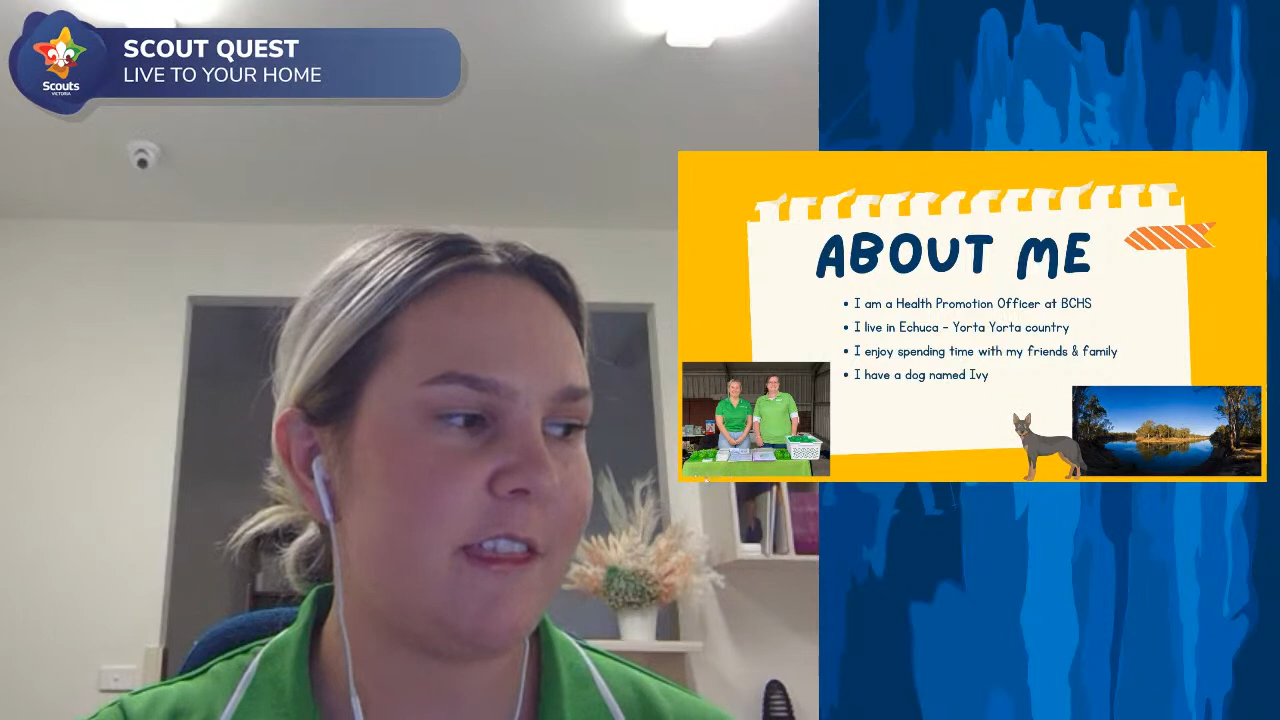 SCOUT QUEST
LIVE TO YOUR HOME
Scouts
VICTORIA
ABOUT ME
• I am a Health Promotion Officer at BCHS
• I live in Echuca - Yorta Yorta country
• I enjoy spending time with my friends & family
• I have a dog named Ivy